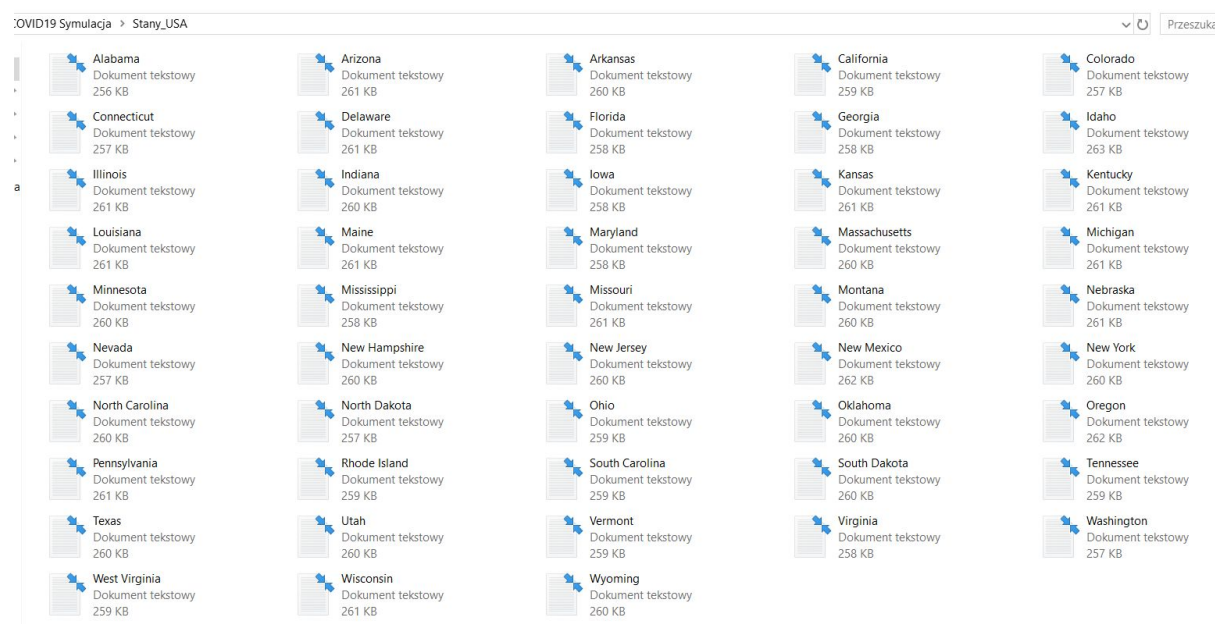 COVID19 Symulacja > Stany_USA
Przeszuka
a
Alabama
Dokument tekstowy
256 KB
Arizona
Dokument tekstowy
261 KB
Arkansas
Dokument tekstowy
260 KB
California
Dokument tekstowy
259 KB
Colorado
Dokument tekstowy
257 KB
Connecticut
Dokument tekstowy
257 KB
Delaware
Dokument tekstowy
261 KB
Florida
Dokument tekstowy
258 KB
Georgia
Dokument tekstowy
258 KB
Idaho
Dokument tekstowy
263 KB
Illinois
Dokument tekstowy
261 KB
Indiana
Dokument tekstowy
260 KB
Iowa
Dokument tekstowy
258 KB
Kansas
Dokument tekstowy
261 KB
Kentucky
Dokument tekstowy
261 KB
Louisiana
Dokument tekstowy
261 KB
Maine
Dokument tekstowy
261 KB
Maryland
Dokument tekstowy
258 KB
Massachusetts
Dokument tekstowy
260 KB
Michigan
Dokument tekstowy
261 KB
Minnesota
Dokument tekstowy
260 KB
Mississippi
Dokument tekstowy
258 KB
Missouri
Dokument tekstowy
261 KB
Montana
Dokument tekstowy
260 KB
Nebraska
Dokument tekstowy
261 KB
Nevada
Dokument tekstowy
257 KB
New Hampshire
Dokument tekstowy
260 KB
New Jersey
Dokument tekstowy
260 KB
New Mexico
Dokument tekstowy
262 KB
New York
Dokument tekstowy
260 KB
North Carolina
Dokument tekstowy
260 KB
North Dakota
Dokument tekstowy
257 KB
Ohio
Dokument tekstowy
259 KB
Oklahoma
Dokument tekstowy
260 KB
Oregon
Dokument tekstowy
262 KB
Pennsylvania
Dokument tekstowy
261 KB
Rhode Island
Dokument tekstowy
259 KB
South Carolina
Dokument tekstowy
259 KB
South Dakota
Dokument tekstowy
260 KB
Tennessee
Dokument tekstowy
259 KB
Texas
Dokument tekstowy
260 KB
Utah
Dokument tekstowy
260 KB
Vermont
Dokument tekstowy
259 KB
Virginia
Dokument tekstowy
258 KB
Washington
Dokument tekstowy
257 KB
West Virginia
Dokument tekstowy
259 KB
Wisconsin
Dokument tekstowy
261 KB
Wyoming
Dokument tekstowy
260 KB